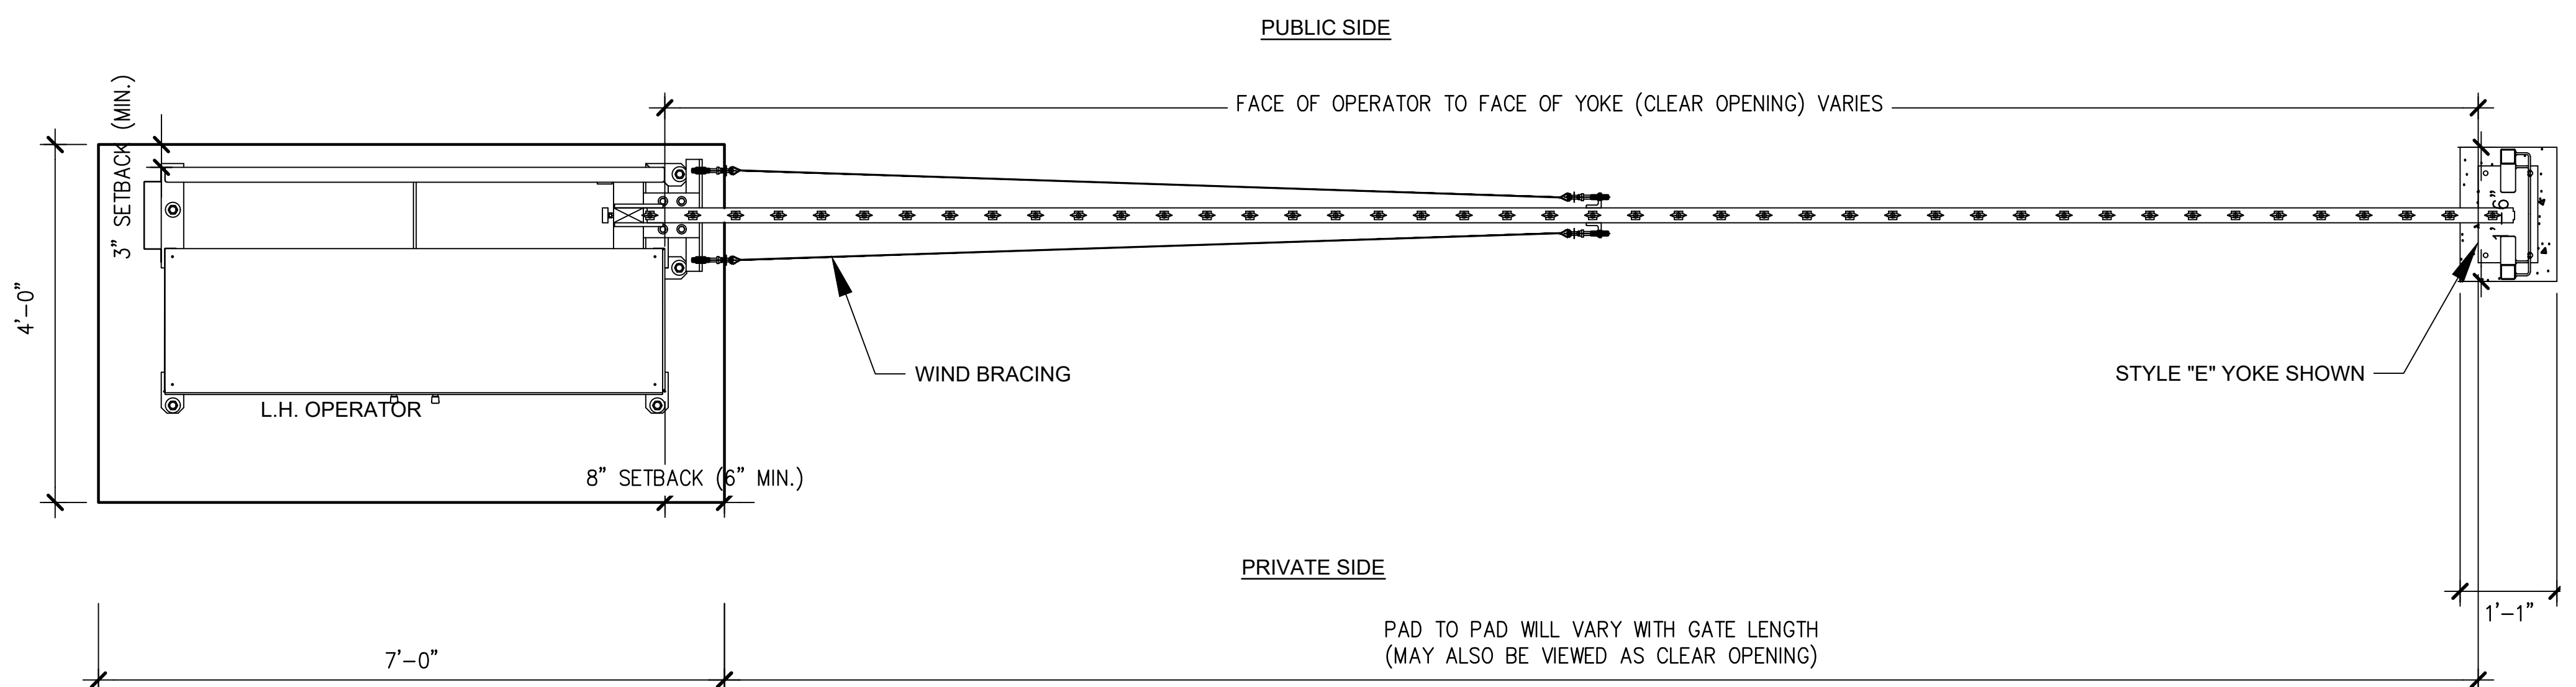 PUBLIC SIDE
FACE OF OPERATOR TO FACE OF YOKE (CLEAR OPENING) VARIES
3” SETBACK (MIN.)
4’-0”
1’-6”
WIND BRACING
STYLE "E" YOKE SHOWN
L.H. OPERATOR
8” SETBACK (6” MIN.)
PRIVATE SIDE
1’-1”
PAD TO PAD WILL VARY WITH GATE LENGTH
(MAY ALSO BE VIEWED AS CLEAR OPENING)
7’-0”